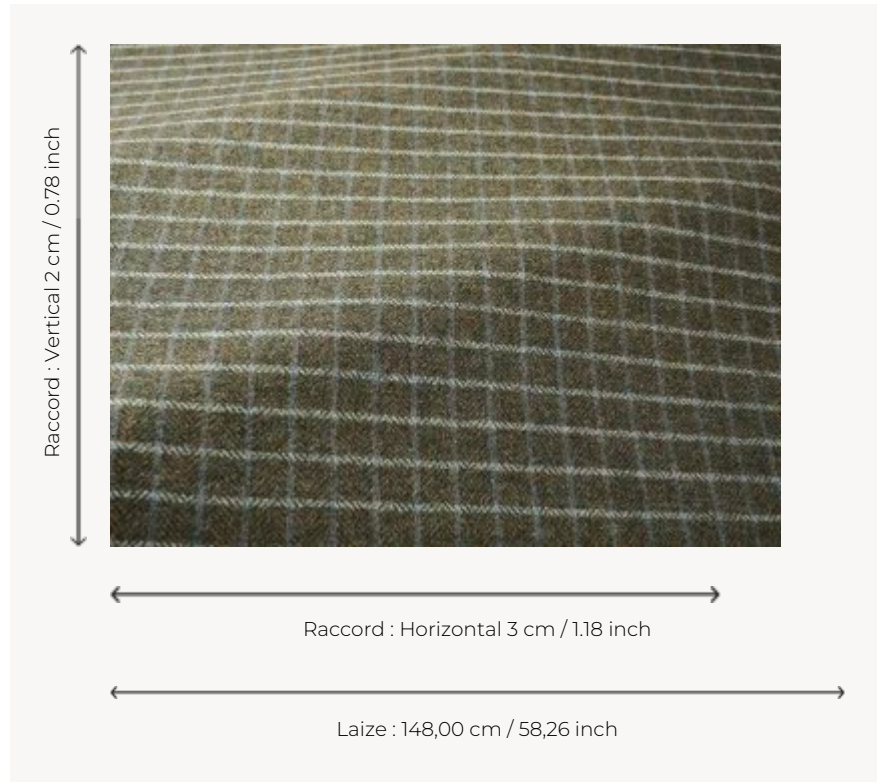 Raccord : Vertical 2 cm / 0.78 inch
Raccord : Horizontal 3 cm / 1.18 inch
Laize : 148,00 cm / 58,26 inch